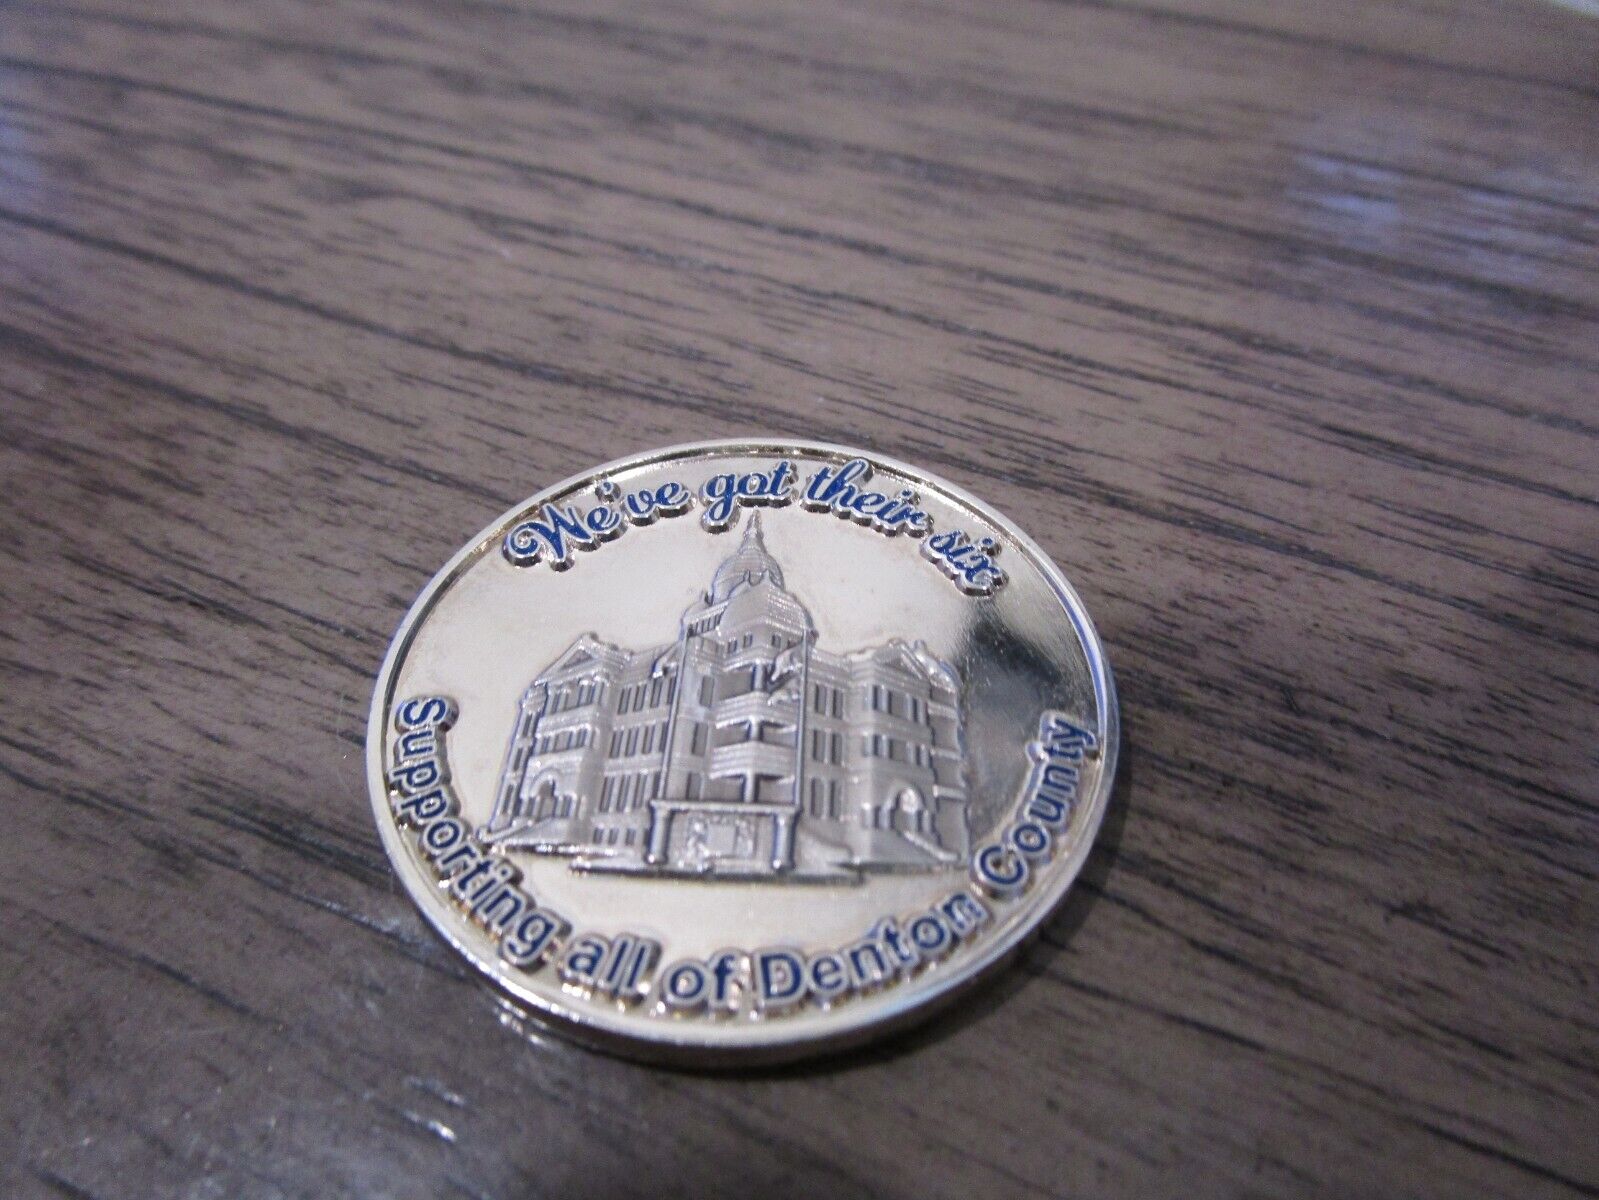 We've got their six
Supporting all of Denton County